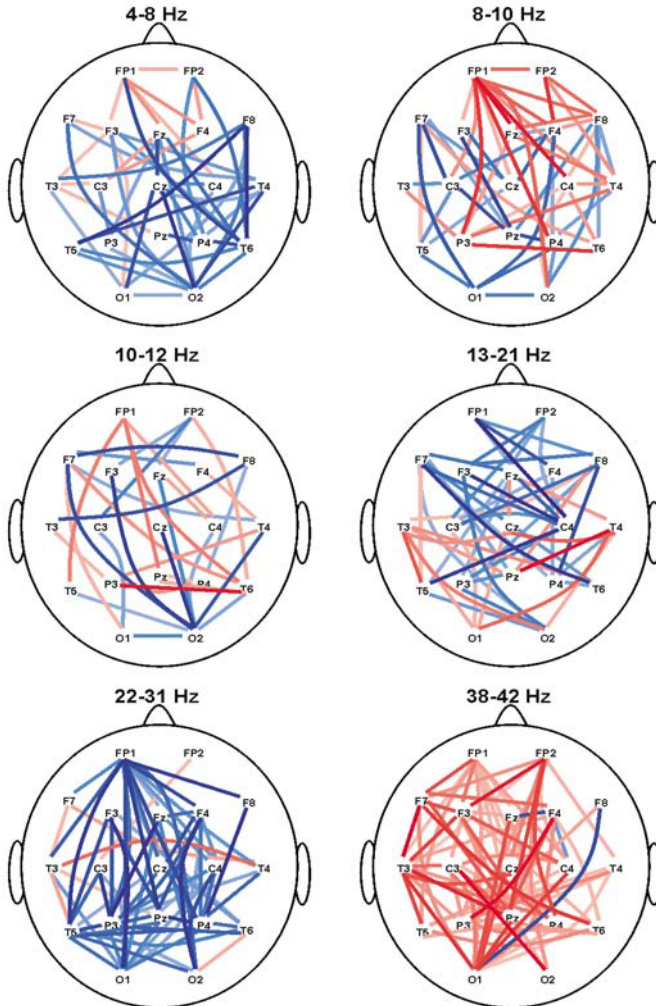 4-8 Hz 8-10 Hz
FP1 FP2 FP1 FP2
F7 F3 Fz F4 F8 F7 F3 Fz F4 F8
T3 C3 Cz C4 T4 T3 C3 Cz C4 T4
T5 P3 Pz P4 T6 T5 P3 Pz P4 T6
O1 O2 O1 O2
10-12 Hz 13-21 Hz
FP1 FP2 FP1 FP2
F7 F3 Fz F4 F8 F7 F3 Fz F4 F8
T3 C3 Cz C4 T4 T3 C3 Cz C4 T4
T5 P3 Pz P4 T6 T5 P3 Pz P4 T6
O1 O2 O1 O2
22-31 Hz 38-42 Hz
FP1 FP2 FP1 FP2
F7 F3 Fz F4 F8 F7 F3 Fz F4 F8
T3 C3 Cz C4 T4 T3 C3 Cz C4 T4
T5 P3 Pz P4 T6 T5 P3 Pz P4 T6
O1 O2 O1 O2